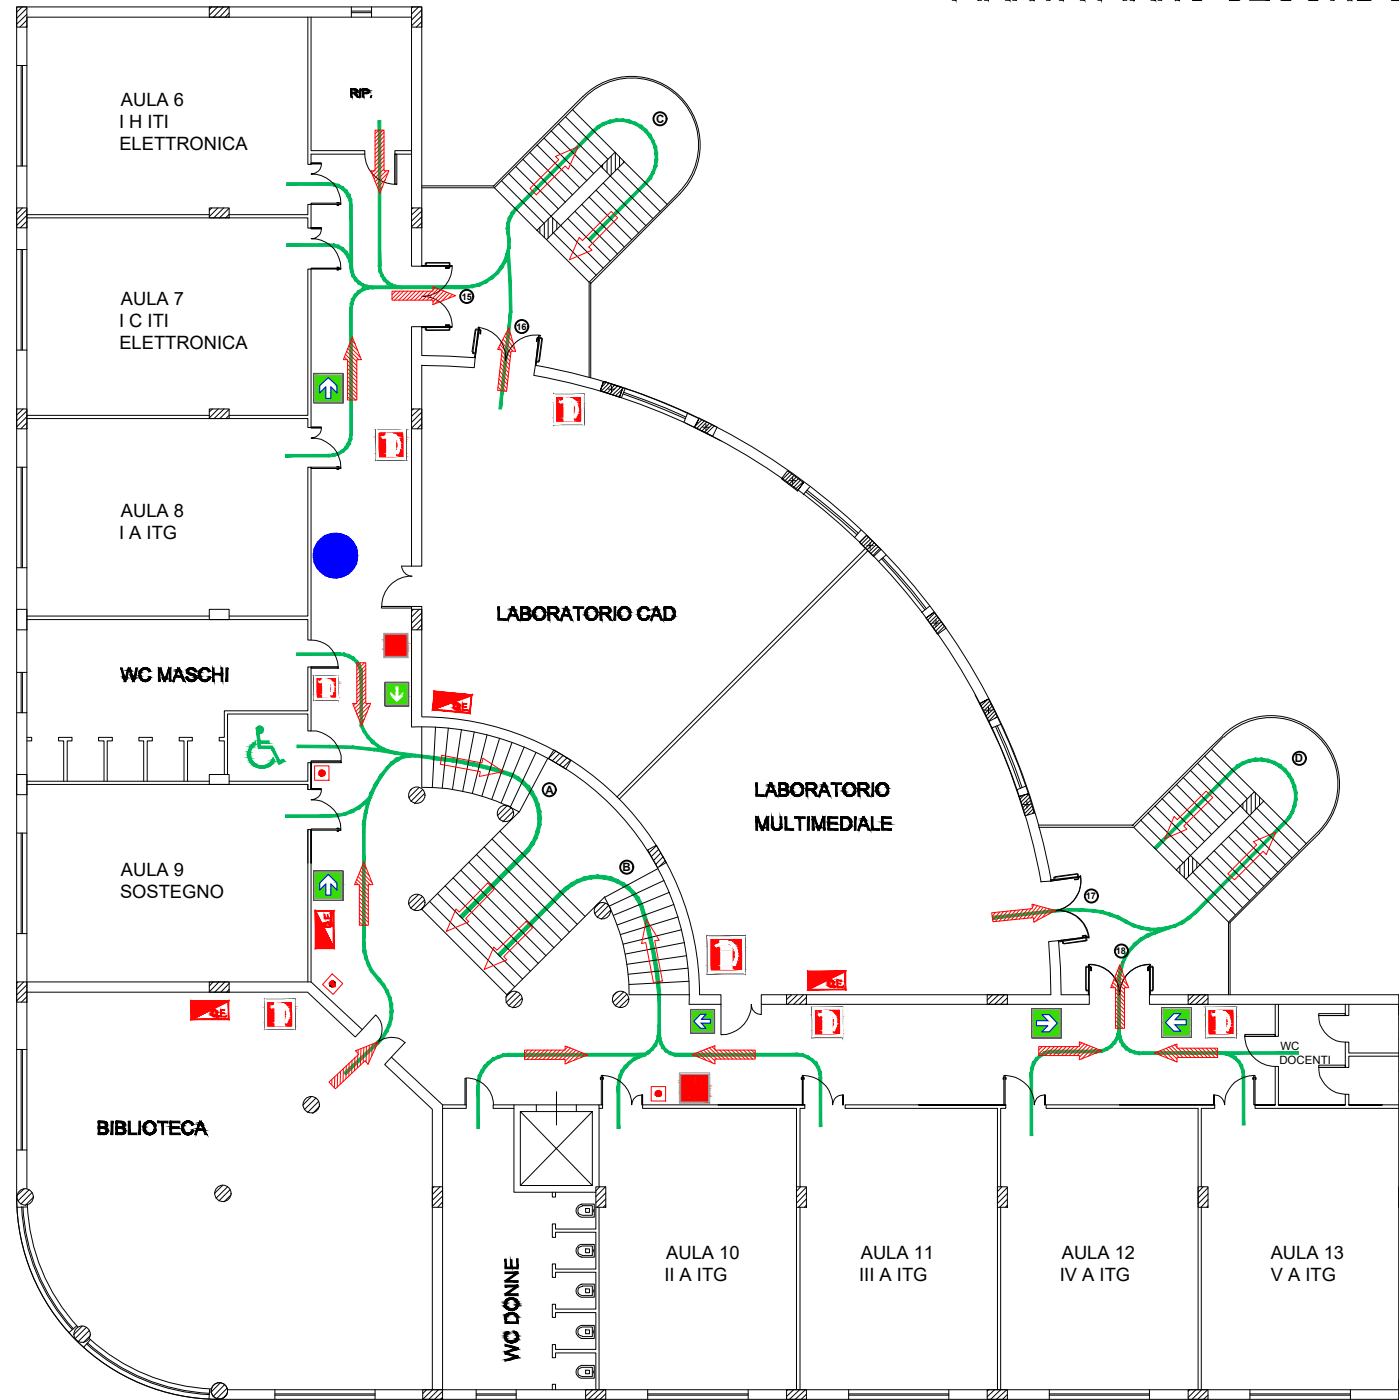 AULA 6
I H ITI
ELETTRONICA
RIP.
C
AULA 7
I C ITI
ELETTRONICA
15
16
AULA 8
I A ITG
LABORATORIO CAD
WC MASCHI
Q.E.
LABORATORIO
MULTIMEDIALE
A
B
D
AULA 9
SOSTEGNO
Q.E.
17
18
Q.E.
Q.E.
WC
DOCENTI
BIBLIOTECA
WC DONNE
AULA 10
II A ITG
AULA 11
III A ITG
AULA 12
IV A ITG
AULA 13
V A ITG